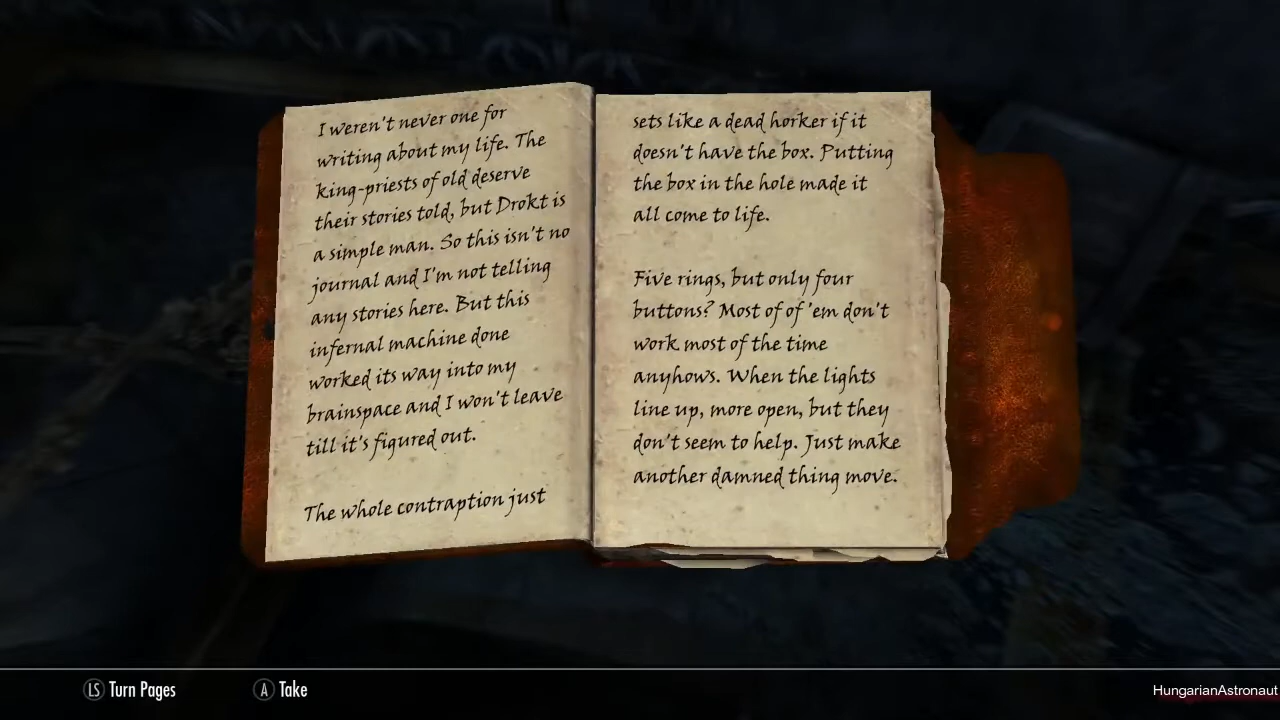 I weren't never one for
writing about my life. The
king-priests of old deserve
their stories told, but Drokt is
a simple man. So this isn't no
journal and I'm not telling
any stories here. But this
infernal machine done
worked its way into my
brainspace and I won't leave
till it's figured out.
The whole contraption just
sets like a dead horker if it
doesn't have the box. Putting
the box in the hole made it
all come to life.
Five rings, but only four
buttons? Most of of 'em don't
work most of the time
anyhows. When the lights
line up, more open, but they
don't seem to help. Just make
another damned thing move.
LS Turn Pages
A Take
HungarianAstronaut